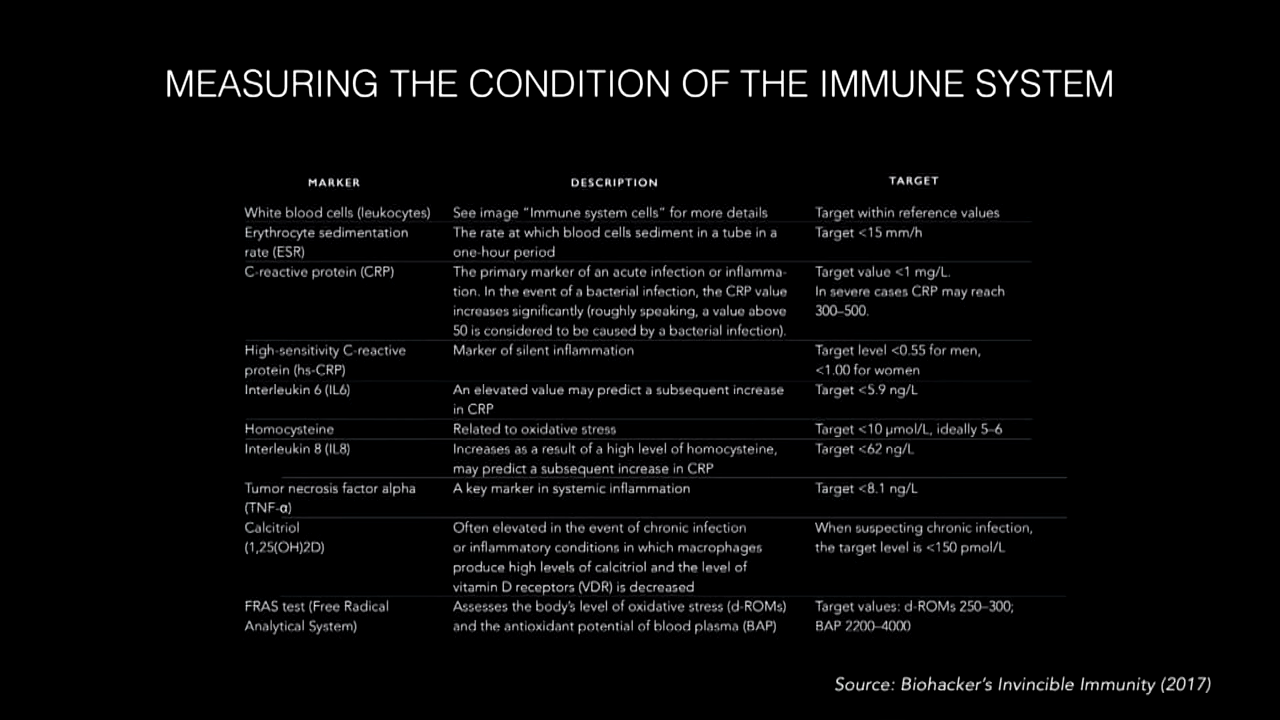 MEASURING THE CONDITION OF THE IMMUNE SYSTEM
MARKER DESCRIPTION TARGET
White blood cells (leukocytes) See image “Immune system cells” for more details Target within reference values
Erythrocyte sedimentation The rate at which blood cells sediment in a tube in a Target <15 mm/h
rate (ESR) one-hour period
C-reactive protein (CRP) The primary marker of an acute infection or inflamma- Target value <1 mg/L.
tion. In the event of a bacterial infection, the CRP value In severe cases CRP may reach
increases significantly (roughly speaking, a value above 300–500.
50 is considered to be caused by a bacterial infection).
High-sensitivity C-reactive Marker of silent inflammation Target level <0.55 for men,
protein (hs-CRP) <1.00 for women
Interleukin 6 (IL6) An elevated value may predict a subsequent increase Target <5.9 ng/L
in CRP
Homocysteine Related to oxidative stress Target <10 µmol/L, ideally 5–6
Interleukin 8 (IL8) Increases as a result of a high level of homocysteine, Target <62 ng/L
may predict a subsequent increase in CRP
Tumor necrosis factor alpha A key marker in systemic inflammation Target <8.1 ng/L
(TNF-α)
Calcitriol Often elevated in the event of chronic infection When suspecting chronic infection,
(1,25(OH)2D) or inflammatory conditions in which macrophages the target level is <150 pmol/L
produce high levels of calcitriol and the level of
vitamin D receptors (VDR) is decreased
FRAS test (Free Radical Assesses the body’s level of oxidative stress (d-ROMs) Target values: d-ROMs 250–300;
Analytical System) and the antioxidant potential of blood plasma (BAP) BAP 2200–4000
Source: Biohacker’s Invincible Immunity (2017)